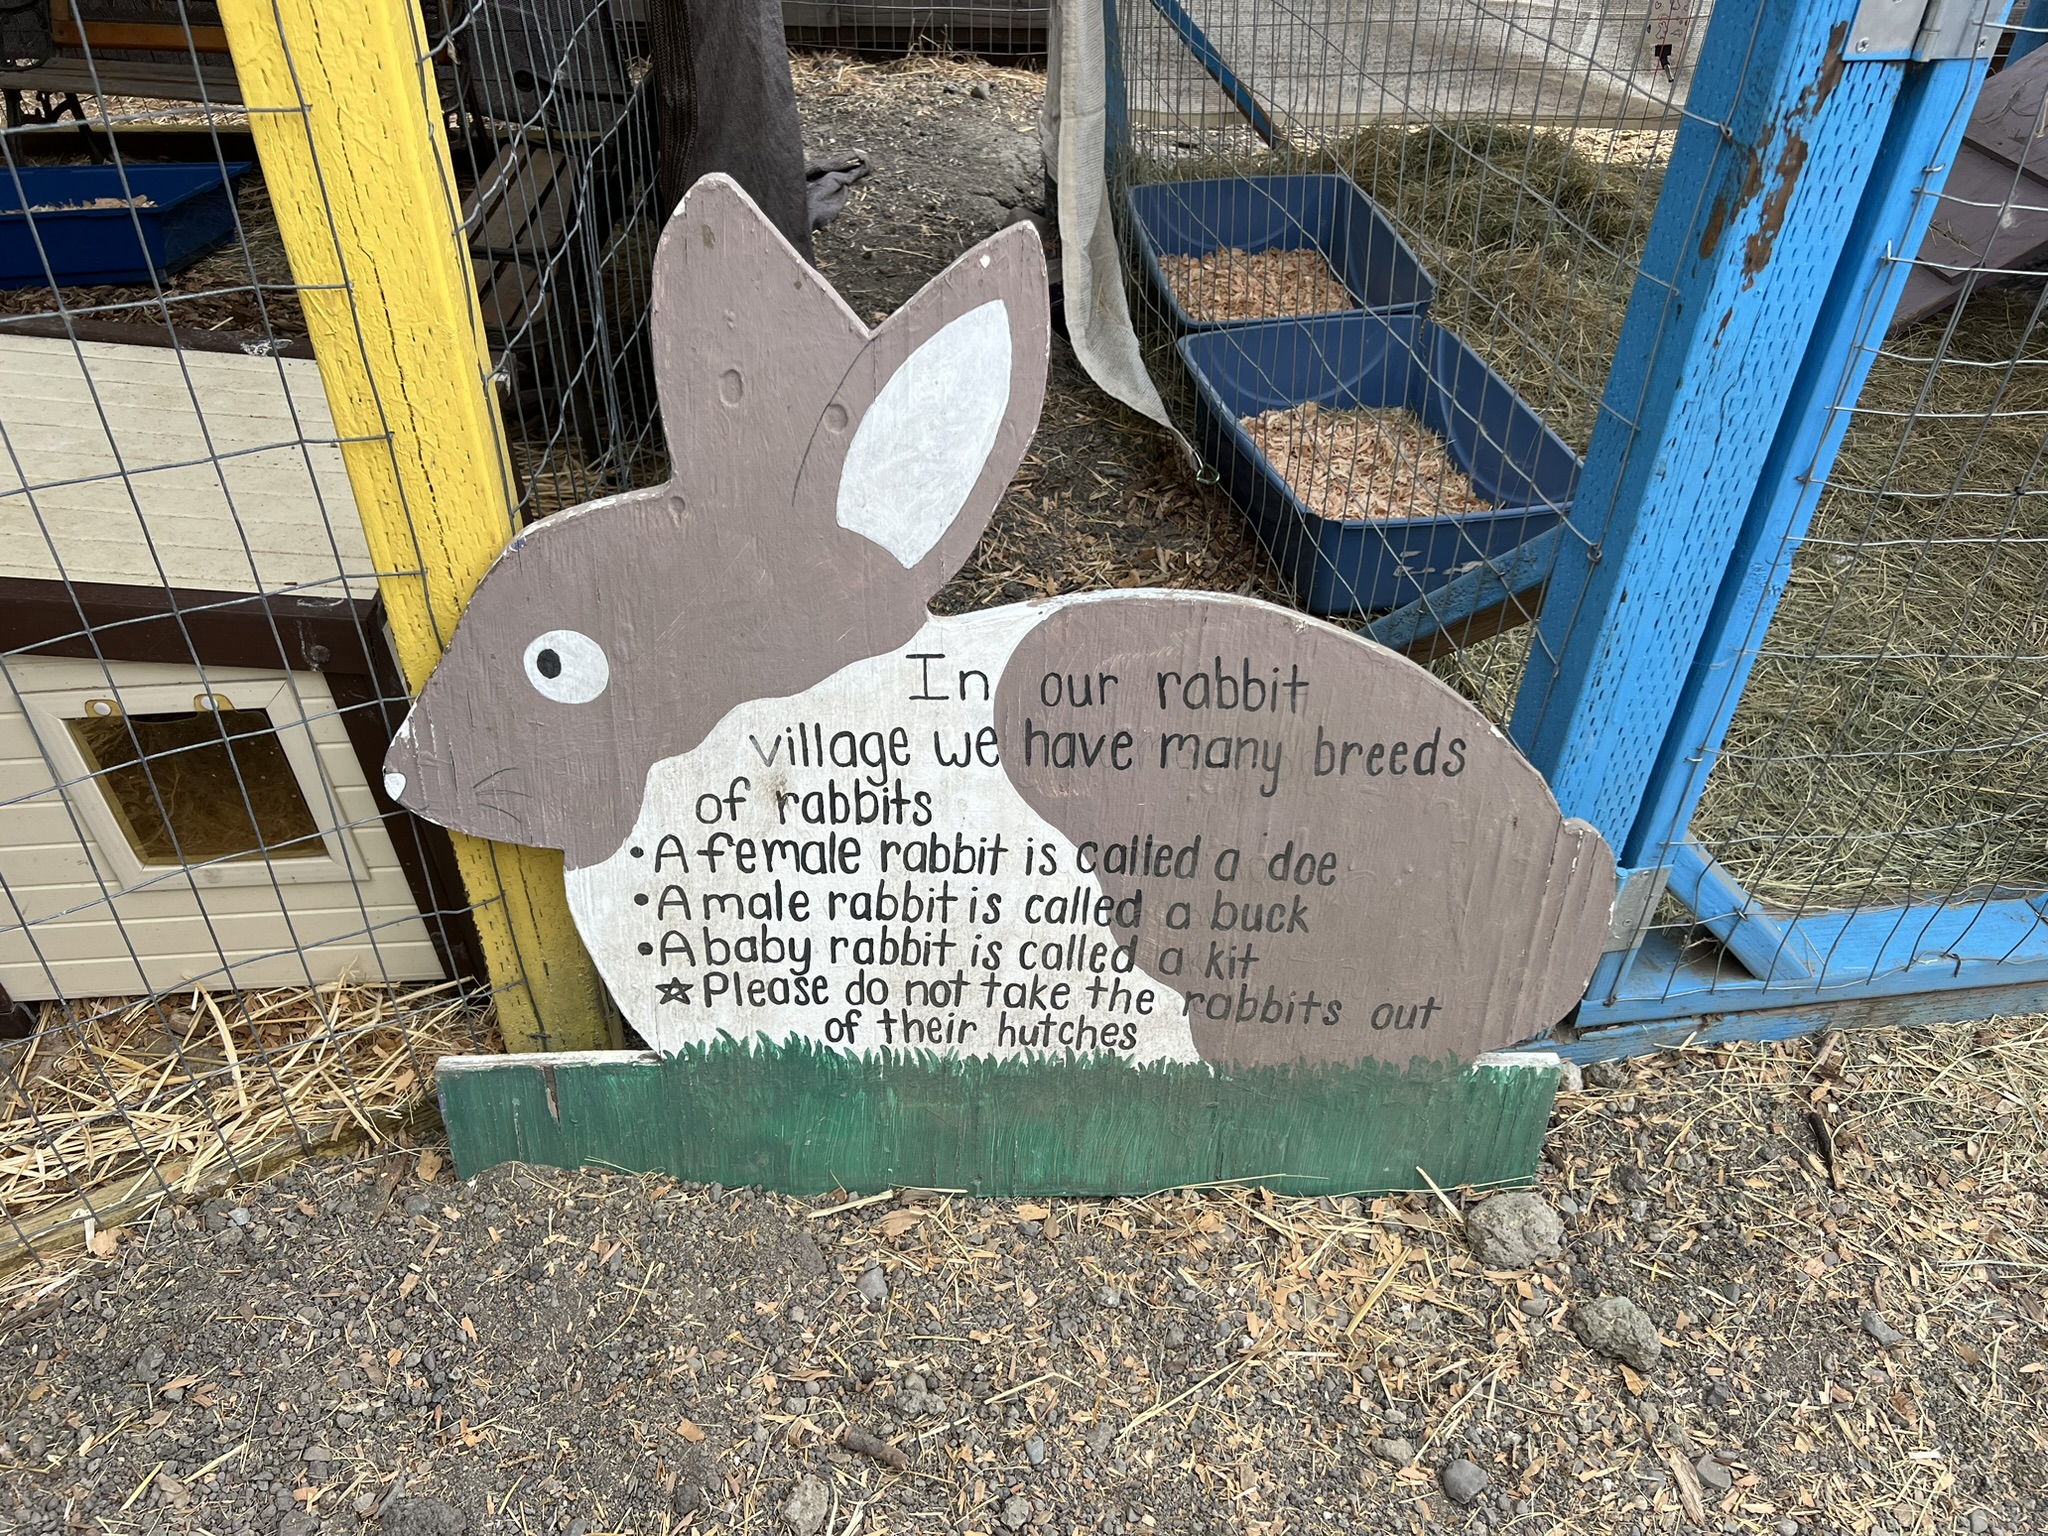 In our rabbit
village we have many breeds
of rabbits
• A female rabbit is called a doe
• A male rabbit is called a buck
• A baby rabbit is called a kit
☆ Please do not take the rabbits out
of their hutches